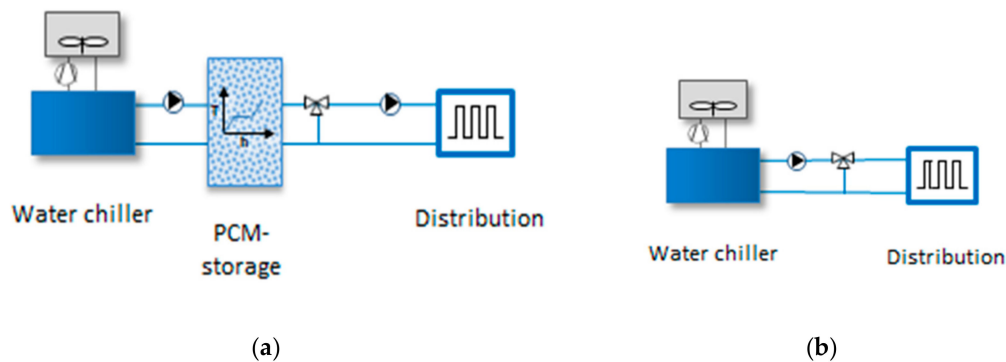 T
h
Water chiller
PCM-
storage
Distribution
(a)
Water chiller
Distribution
(b)